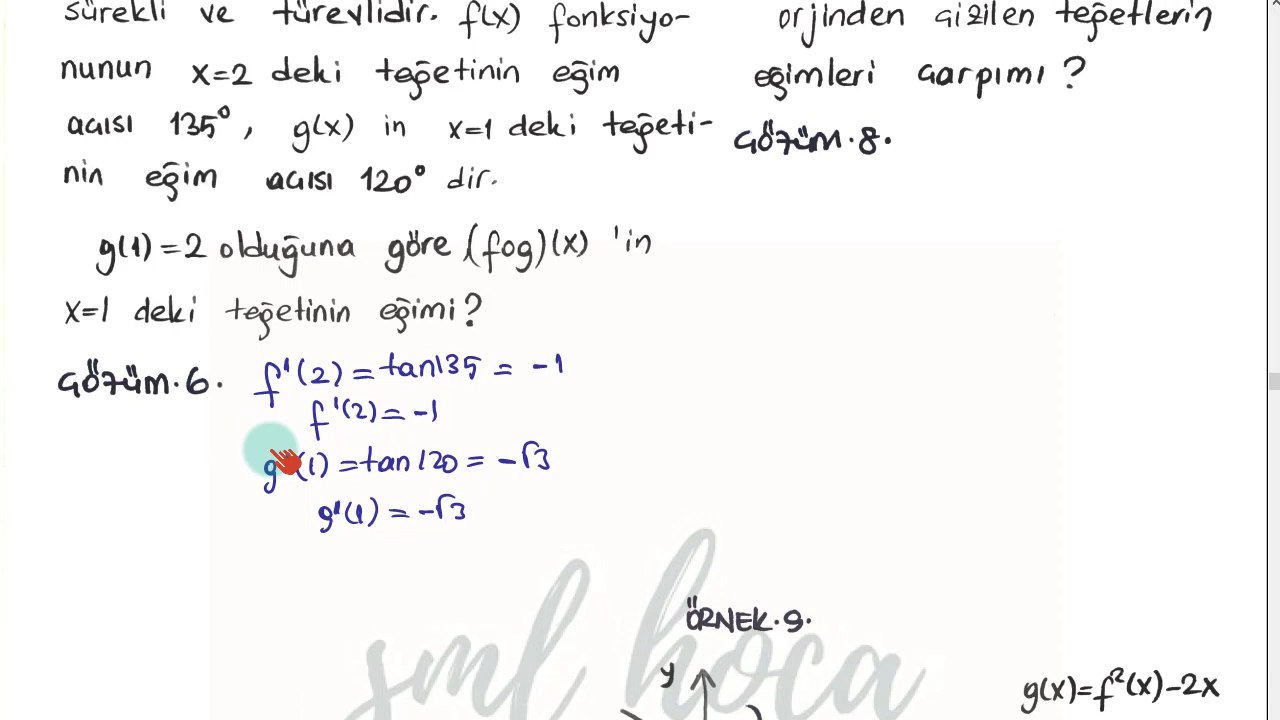 sürekli ve türevlidir. f(x) fonksiyo-
nunun x=2 deki teğetinin eğim
açısı 135°, g(x) in x=1 deki teğeti-
nin eğim açısı 120° dir.
g(1)=2 olduğuna göre (fog)(x) 'in
x=1 deki teğetinin eğimi?
Çözüm.6.
f'(2) = tan135 = -1
f'(2) = -1
g'(1) = tan120 = -√3
g'(1) = -√3
orjinden çizilen teğetlerin
eğimleri çarpımı?
Çözüm.8.
ÖRNEK.9.
y
g(x)=f²(x)-2x
sml hoca